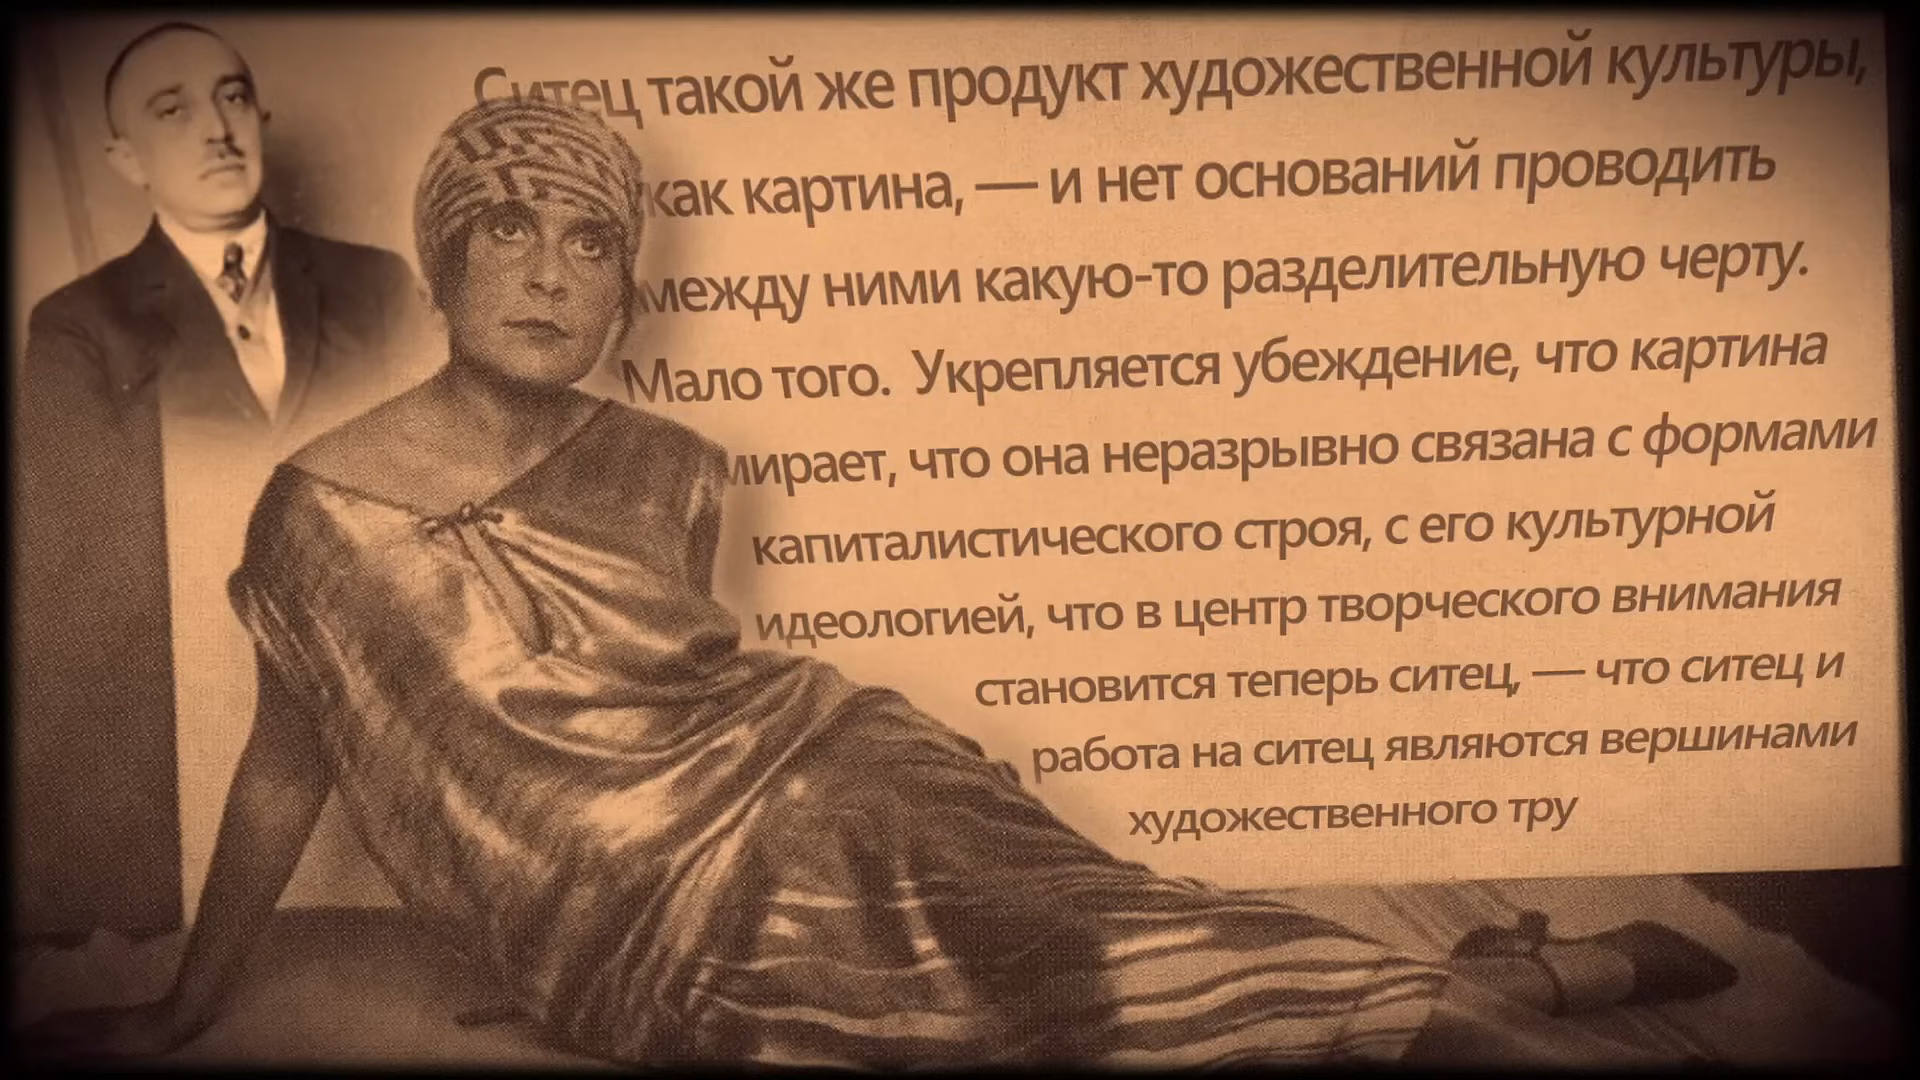 Ситец такой же продукт художественной культуры,
как картина, — и нет оснований проводить
между ними какую-то разделительную черту.
Мало того. Укрепляется убеждение, что картина
мирает, что она неразрывно связана с формами
капиталистического строя, с его культурной
идеологией, что в центр творческого внимания
становится теперь ситец, — что ситец и
работа на ситец являются вершинами
художественного тру